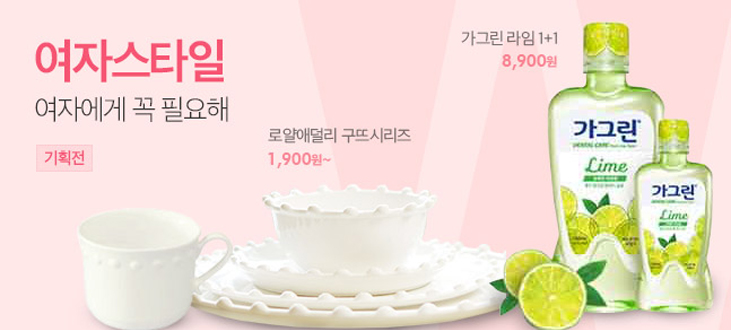 여자스타일
여자에게 꼭 필요해
기획전
로얄애덜리 구뜨시리즈
1,900원~
가그린 라임 1+1
8,900원
가그린
DENTAL CARE
Lime
가그린
Lime